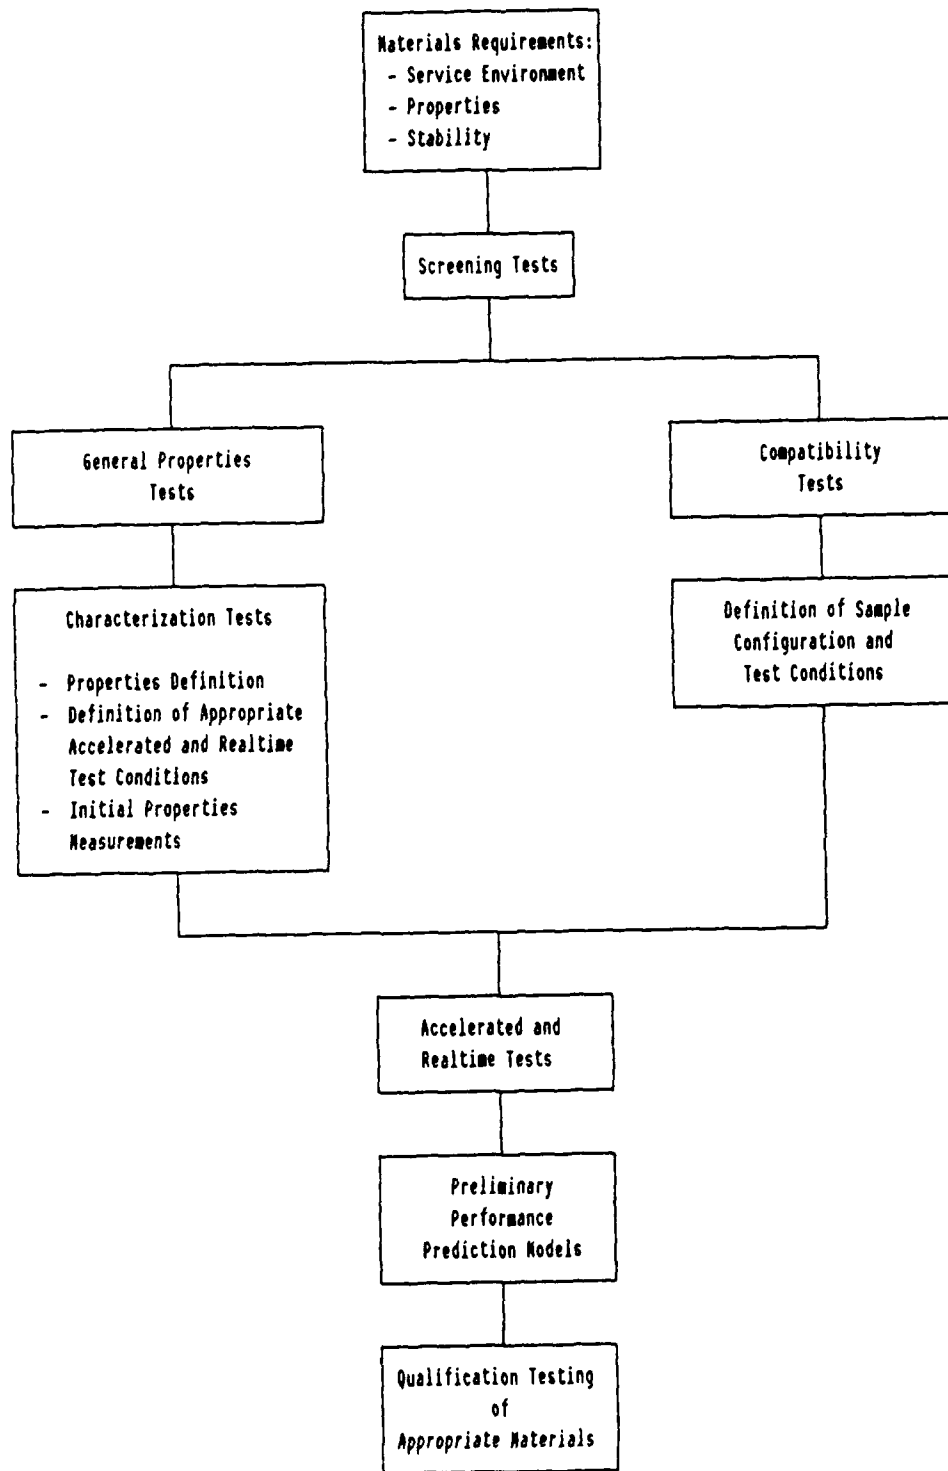 Materials Requirements:
- Service Environment
- Properties
- Stability
Screening Tests
General Properties
Tests
Compatibility
Tests
Characterization Tests
- Properties Definition
- Definition of Appropriate
Accelerated and Realtime
Test Conditions
- Initial Properties
Measurements
Definition of Sample
Configuration and
Test Conditions
Accelerated and
Realtime Tests
Preliminary
Performance
Prediction Models
Qualification Testing
of
Appropriate Materials